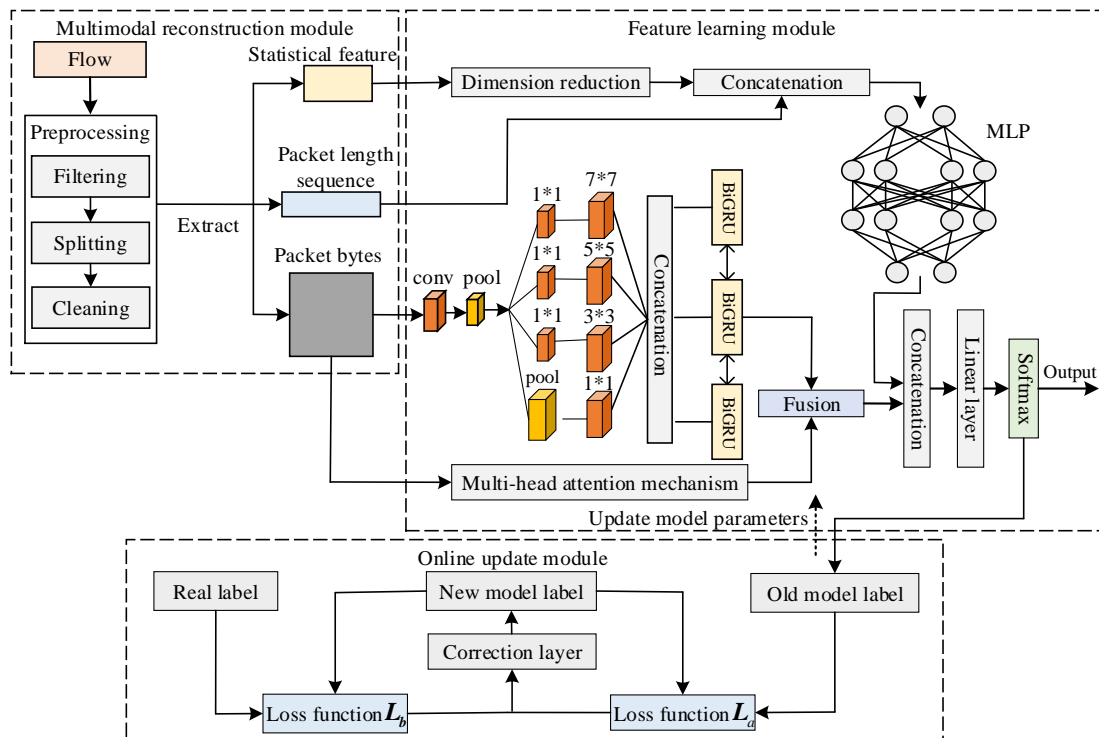 Multimodal reconstruction module
Flow
Preprocessing
Filtering
Splitting
Cleaning
Extract
Statistical feature
Packet length
sequence
Packet bytes
Feature learning module
Dimension reduction
Concatenation
MLP
conv
pool
1*1
7*7
1*1
5*5
1*1
3*3
pool
1*1
Concatenation
BiGRU
BiGRU
BiGRU
Fusion
Multi-head attention mechanism
Concatenation
Linear layer
Softmax
Output
Update model parameters
Online update module
Real label
New model label
Old model label
Correction layer
Loss function L_b
Loss function L_a